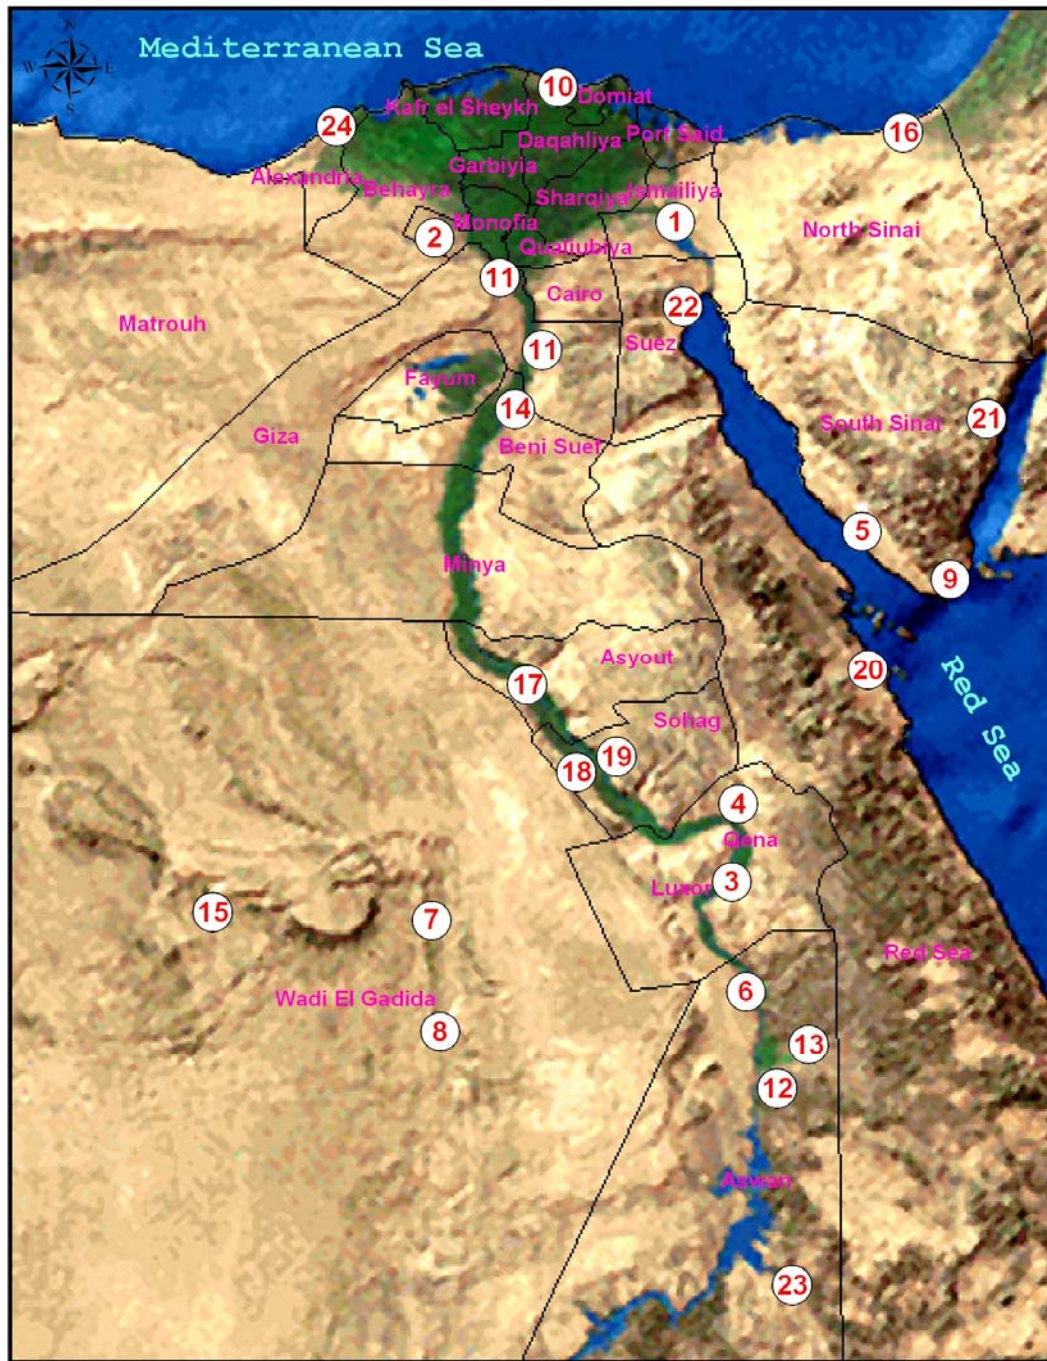 N
Mediterranean Sea
W E
S
10
Domiat
Kafr el Sheykh
24
16
Daqahliya Port Said
Garbiyia
Alexandria
Behayra
Sharqiya Ismailiya
Monofia
1
North Sinai
2
Qualiubiya
11
Cairo
22
Matrouh
Suez
11
Fayum
14
21
South Sinai
Giza
Beni Suef
5
Minya
9
Asyout
20
17
Red Sea
Sohag
19
18
4
Qena
3
Luxor
15
7
Red Sea
6
Wadi El Gadida
8
13
12
Aswan
23